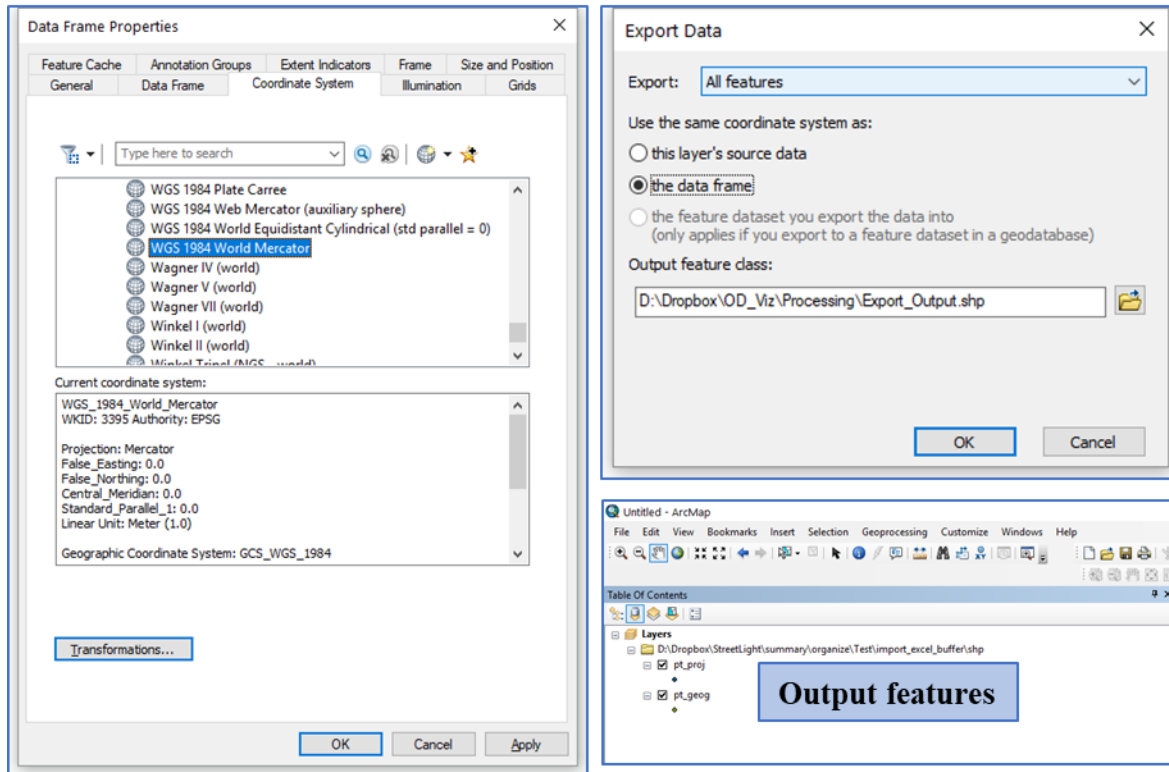 Data Frame Properties
Feature Cache Annotation Groups Extent Indicators Frame Size and Position
General Data Frame Coordinate System Illumination Grids
Type here to search
WGS 1984 Plate Carree
WGS 1984 Web Mercator (auxiliary sphere)
WGS 1984 World Equidistant Cylindrical (std parallel = 0)
WGS 1984 World Mercator
Wagner IV (world)
Wagner V (world)
Wagner VII (world)
Winkel I (world)
Winkel II (world)
Winkel Tripel (NGS - world)
Current coordinate system:
WGS_1984_World_Mercator
WKID: 3395 Authority: EPSG
Projection: Mercator
False_Easting: 0.0
False_Northing: 0.0
Central_Meridian: 0.0
Standard_Parallel_1: 0.0
Linear Unit: Meter (1.0)
Geographic Coordinate System: GCS_WGS_1984
Transformations...
OK Cancel Apply
Export Data
Export: All features
Use the same coordinate system as:
this layer's source data
the data frame
the feature dataset you export the data into
(only applies if you export to a feature dataset in a geodatabase)
Output feature class:
D:\Dropbox\OD_Viz\Processing\Export_Output.shp
OK Cancel
Untitled - ArcMap
File Edit View Bookmarks Insert Selection Geoprocessing Customize Windows Help
Table Of Contents
Layers
D:\Dropbox\StreetLight\summary\organize\Test\import_excel_buffer\shp
pt_proj
pt_geog
Output features